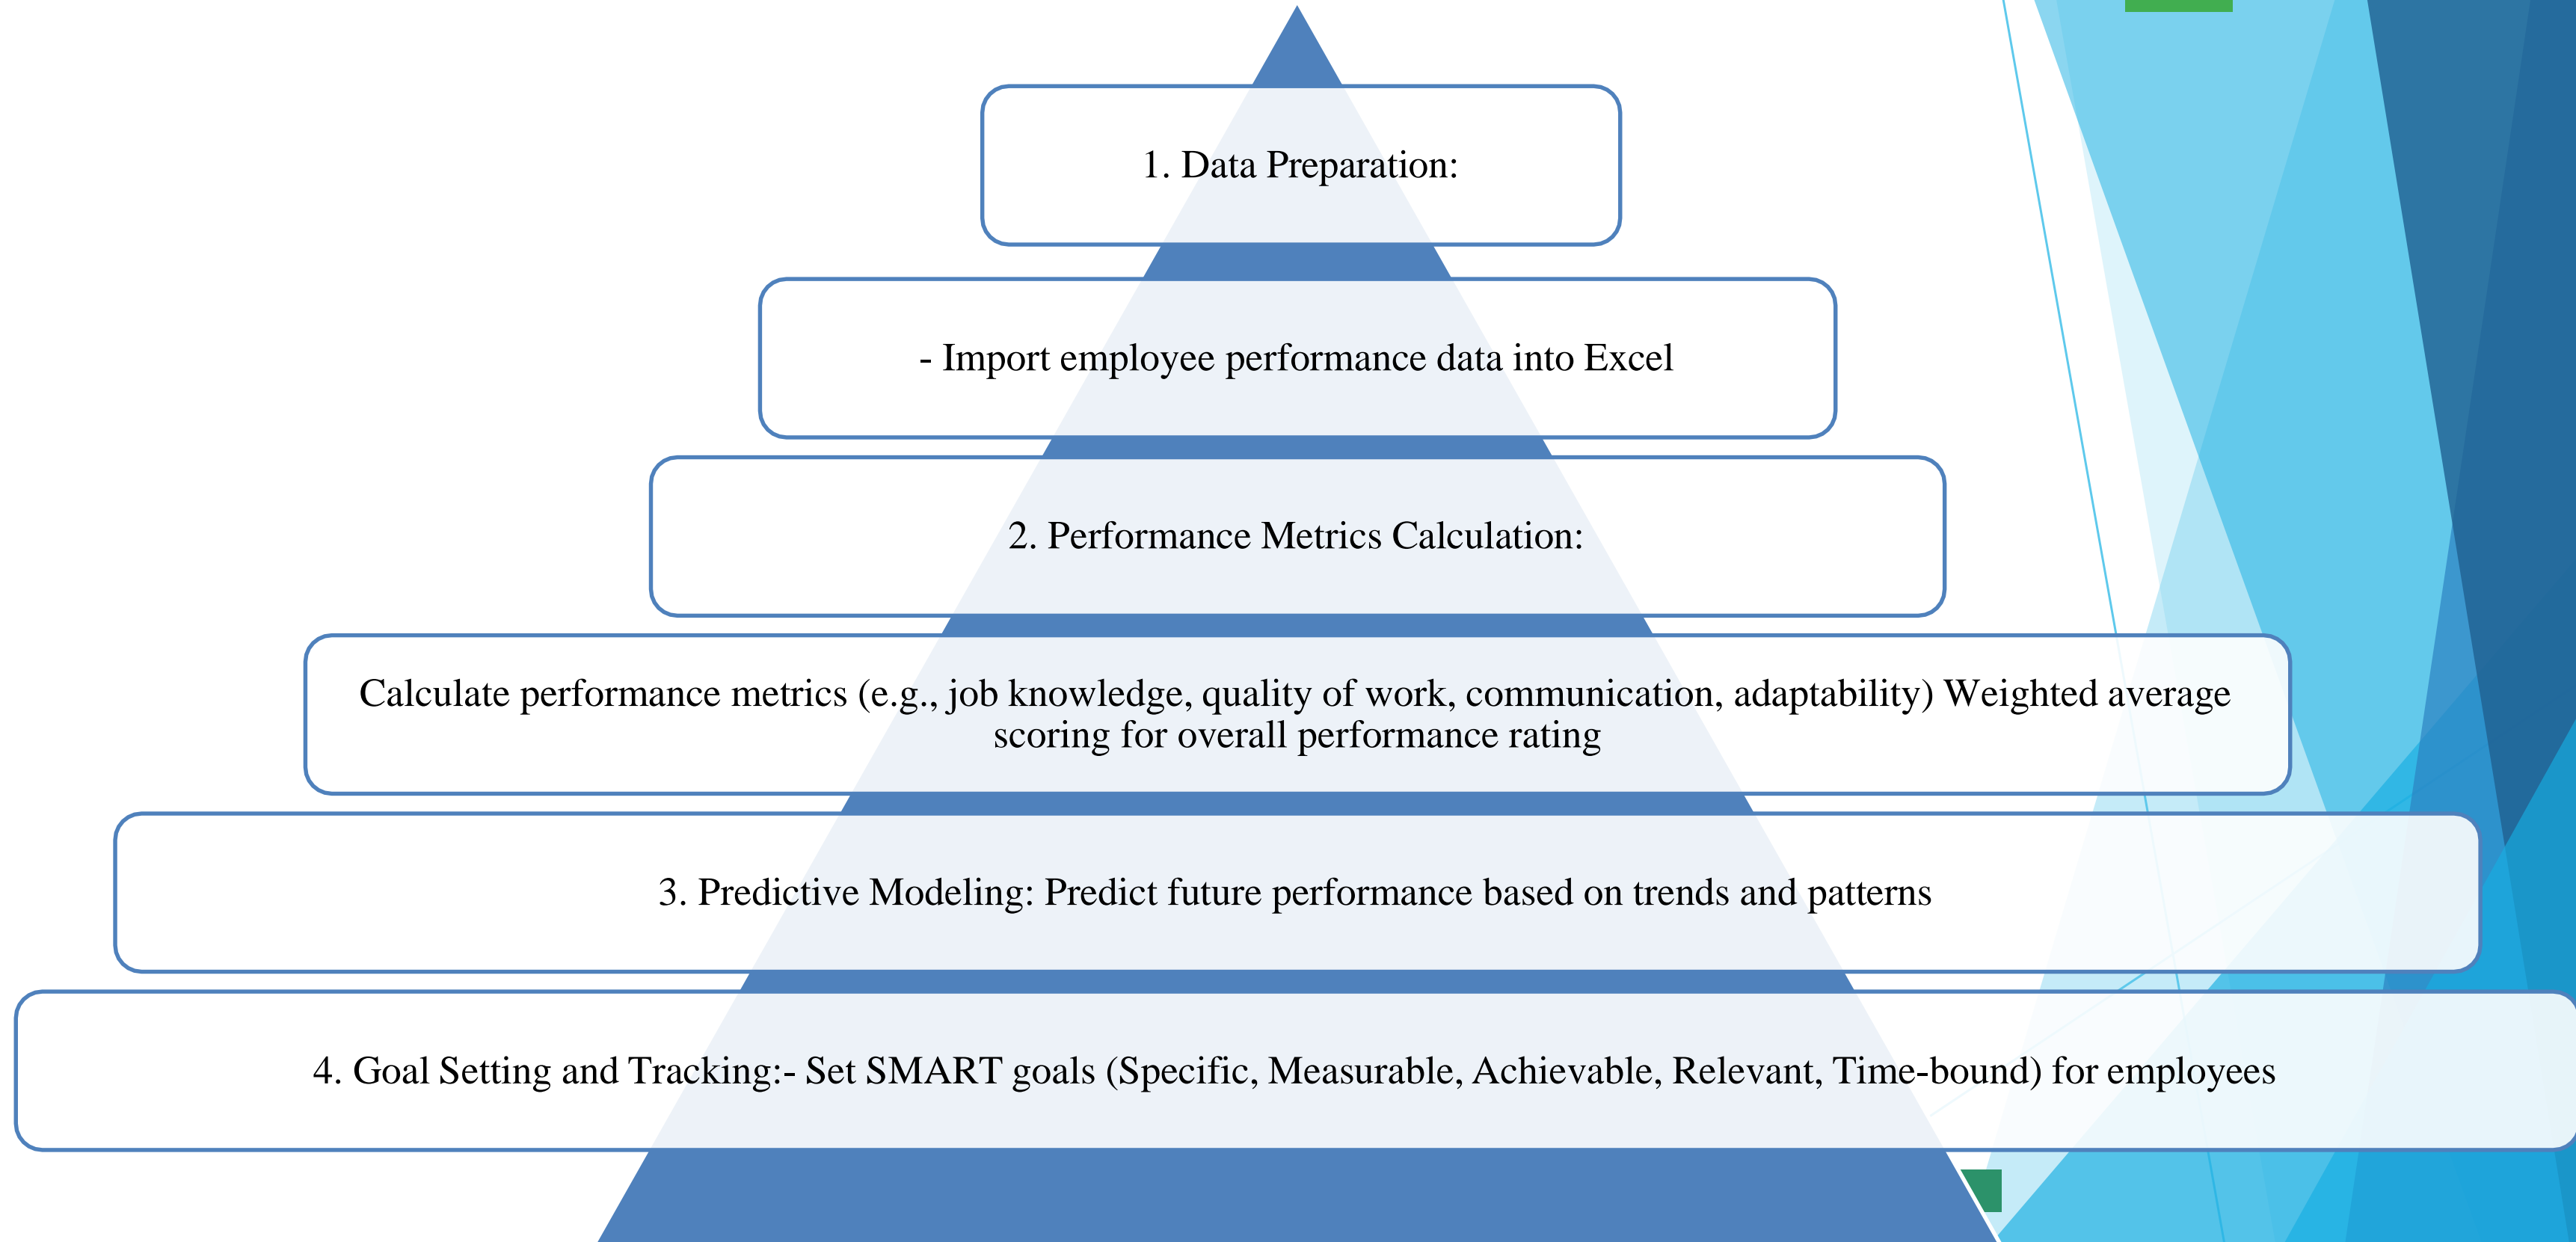 1. Data Preparation:
- Import employee performance data into Excel
2. Performance Metrics Calculation:
Calculate performance metrics (e.g., job knowledge, quality of work, communication, adaptability) Weighted average
scoring for overall performance rating
3. Predictive Modeling: Predict future performance based on trends and patterns
4. Goal Setting and Tracking:- Set SMART goals (Specific, Measurable, Achievable, Relevant, Time-bound) for employees